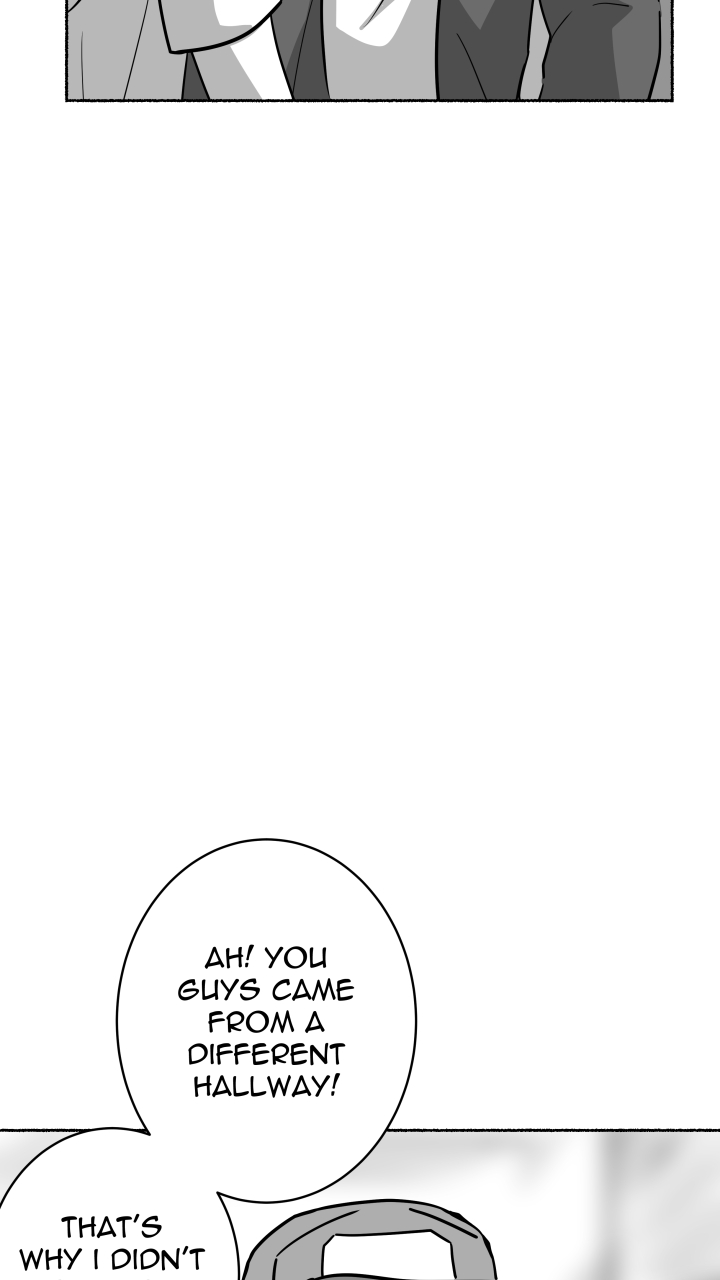 AH! YOU
GUYS CAME
FROM A
DIFFERENT
HALLWAY!
THAT'S
WHY I DIDN'T